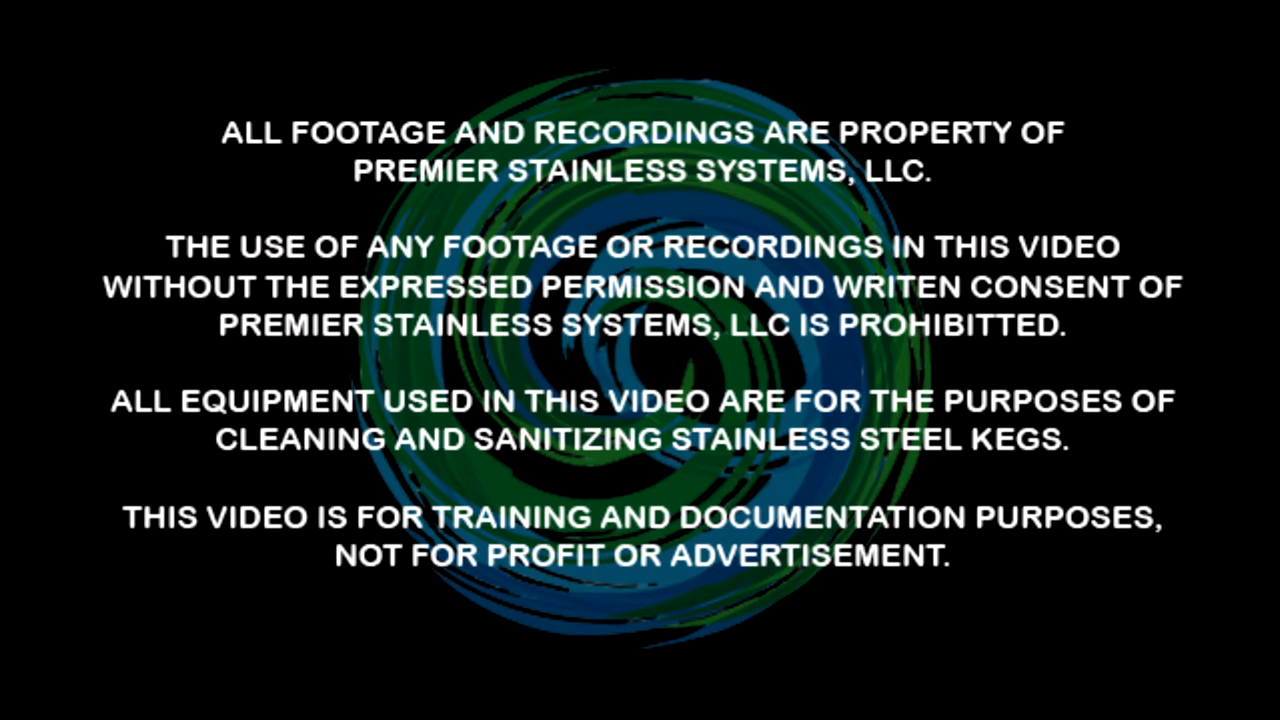 ALL FOOTAGE AND RECORDINGS ARE PROPERTY OF
PREMIER STAINLESS SYSTEMS, LLC.
THE USE OF ANY FOOTAGE OR RECORDINGS IN THIS VIDEO
WITHOUT THE EXPRESSED PERMISSION AND WRITEN CONSENT OF
PREMIER STAINLESS SYSTEMS, LLC IS PROHIBITTED.
ALL EQUIPMENT USED IN THIS VIDEO ARE FOR THE PURPOSES OF
CLEANING AND SANITIZING STAINLESS STEEL KEGS.
THIS VIDEO IS FOR TRAINING AND DOCUMENTATION PURPOSES,
NOT FOR PROFIT OR ADVERTISEMENT.